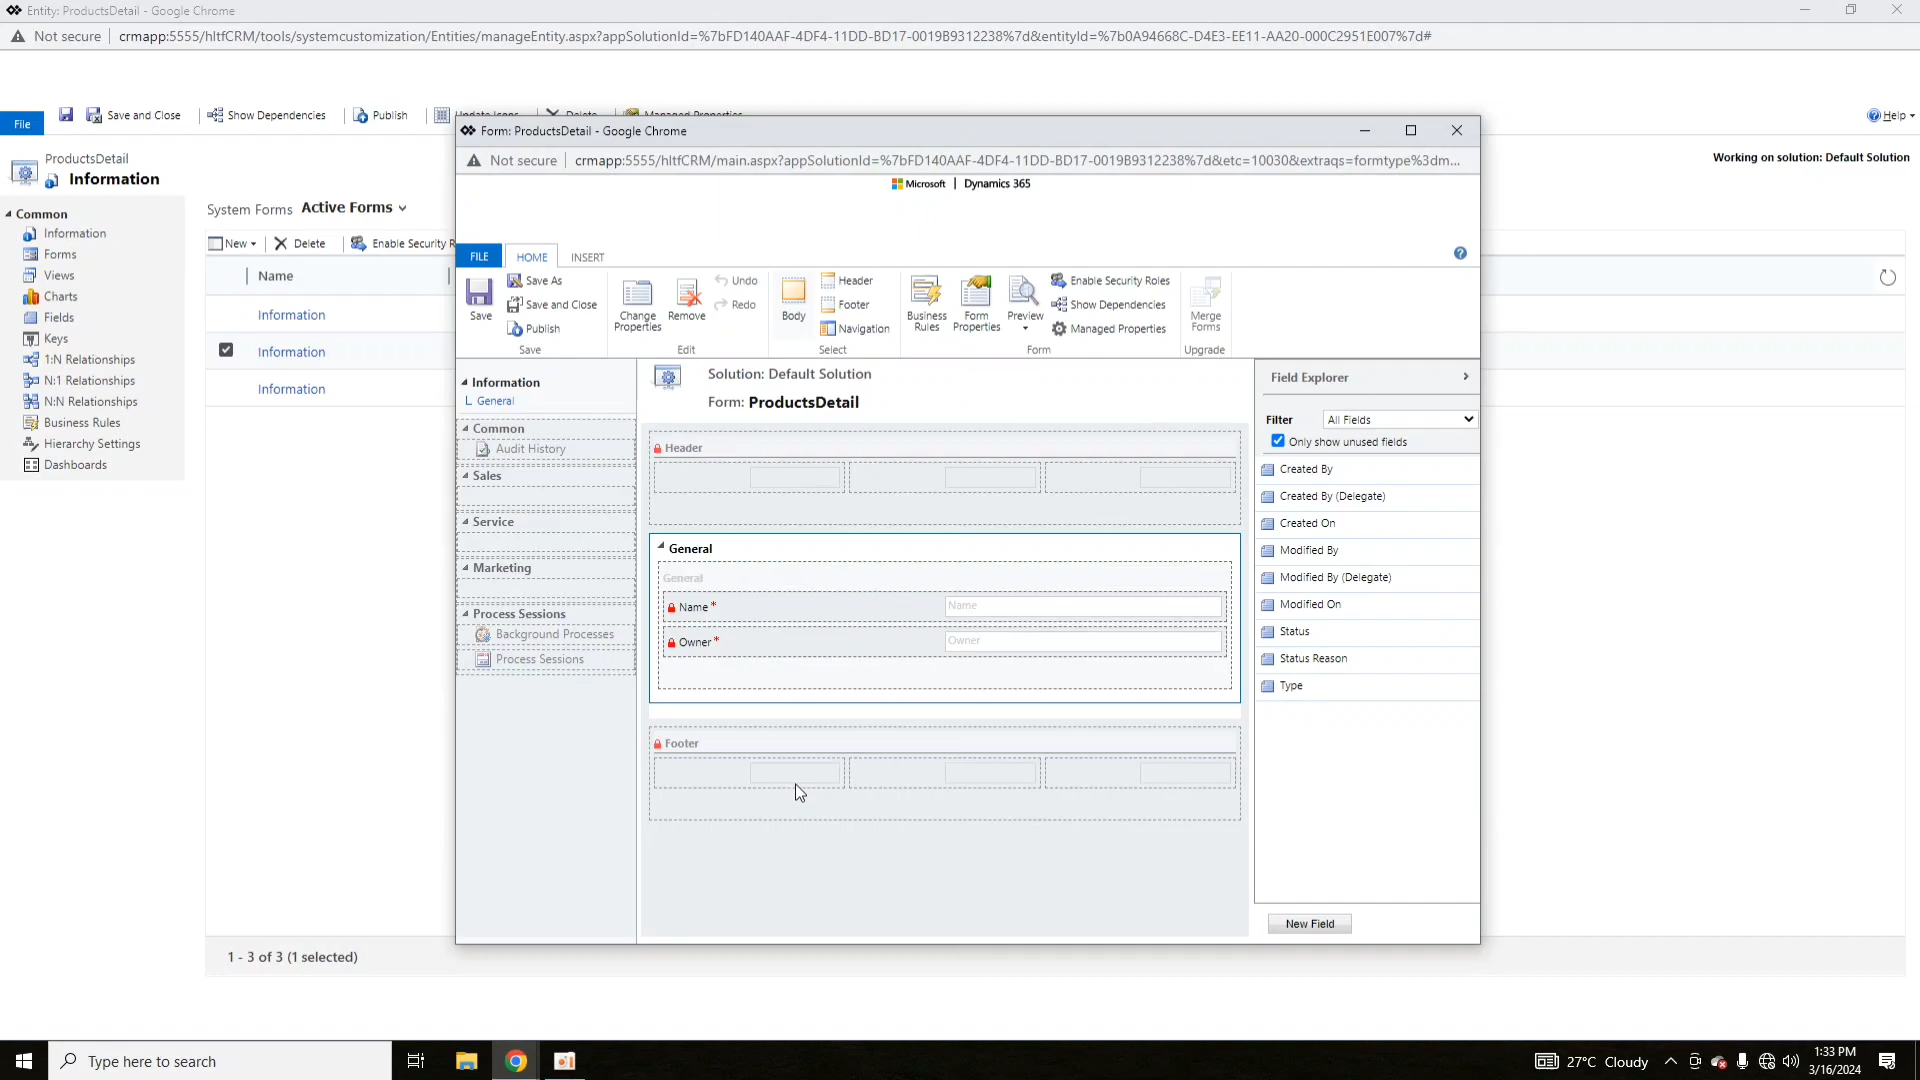 Entity: ProductsDetail - Google Chrome
Not secure
crmapp:5555/hltfCRM/tools/systemcustomization/Entities/manageEntity.aspx?appSolutionId=%7bFD140AAF-4DF4-11DD-BD17-0019B9312238%7d&entityId=%7b0A94668C-D4E3-EE11-AA20-000C2951E007%7d#
File
Save and Close
Show Dependencies
Publish
Update Icons
Delete
Managed Properties
Help
ProductsDetail
Information
Working on solution: Default Solution
Common
Information
Forms
Views
Charts
Fields
Keys
1:N Relationships
N:1 Relationships
N:N Relationships
Business Rules
Hierarchy Settings
Dashboards
System Forms
Active Forms
New
Delete
Enable Security R
Name
Information
Information
Information
1 - 3 of 3 (1 selected)
Form: ProductsDetail - Google Chrome
Not secure
crmapp:5555/hltfCRM/main.aspx?appSolutionId=%7bFD140AAF-4DF4-11DD-BD17-0019B9312238%7d&etc=10030&extraqs=formtype%3dm...
Microsoft | Dynamics 365
FILE
HOME
INSERT
Save
Save As
Save and Close
Publish
Save
Change Properties
Remove
Undo
Redo
Edit
Body
Header
Footer
Navigation
Select
Business Rules
Form Properties
Preview
Enable Security Roles
Show Dependencies
Managed Properties
Form
Merge Forms
Upgrade
Information
General
Common
Audit History
Sales
Service
Marketing
Process Sessions
Background Processes
Process Sessions
Solution: Default Solution
Form: ProductsDetail
Header
General
General
Name *
Name
Owner *
Owner
Footer
Field Explorer
Filter
All Fields
Only show unused fields
Created By
Created By (Delegate)
Created On
Modified By
Modified By (Delegate)
Modified On
Status
Status Reason
Type
New Field
Type here to search
27°C Cloudy
1:33 PM
3/16/2024